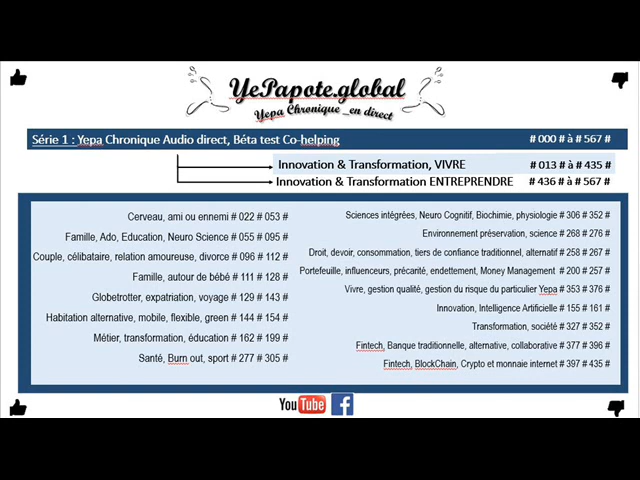 YePapote.global
Yepa Chronique _en direct
Série 1 : Yepa Chronique Audio direct, Béta test Co-helping # 000 # à # 567 #
Innovation & Transformation, VIVRE # 013 # à # 435 #
Innovation & Transformation ENTREPRENDRE # 436 # à # 567 #
Cerveau, ami ou ennemi # 022 # 053 #
Famille, Ado, Education, Neuro Science # 055 # 095 #
Couple, célibataire, relation amoureuse, divorce # 096 # 112 #
Famille, autour de bébé # 111 # 128 #
Globetrotter, expatriation, voyage # 129 # 143 #
Habitation alternative, mobile, flexible, green # 144 # 154 #
Métier, transformation, éducation # 162 # 199 #
Santé, Burn out, sport # 277 # 305 #
Sciences intégrées, Neuro Cognitif, Biochimie, physiologie # 306 # 352 #
Environnement préservation, science # 268 # 276 #
Droit, devoir, consommation, tiers de confiance traditionnel, alternatif # 258 # 267 #
Portefeuille, influenceurs, précarité, endettement, Money Management # 200 # 257 #
Vivre, gestion qualité, gestion du risque du particulier Yepa # 353 # 376 #
Innovation, Intelligence Artificielle # 155 # 161 #
Transformation, société # 327 # 352 #
Fintech, Banque traditionnelle, alternative, collaborative # 377 # 396 #
Fintech, BlockChain, Crypto et monnaie internet # 397 # 435 #
YouTube f